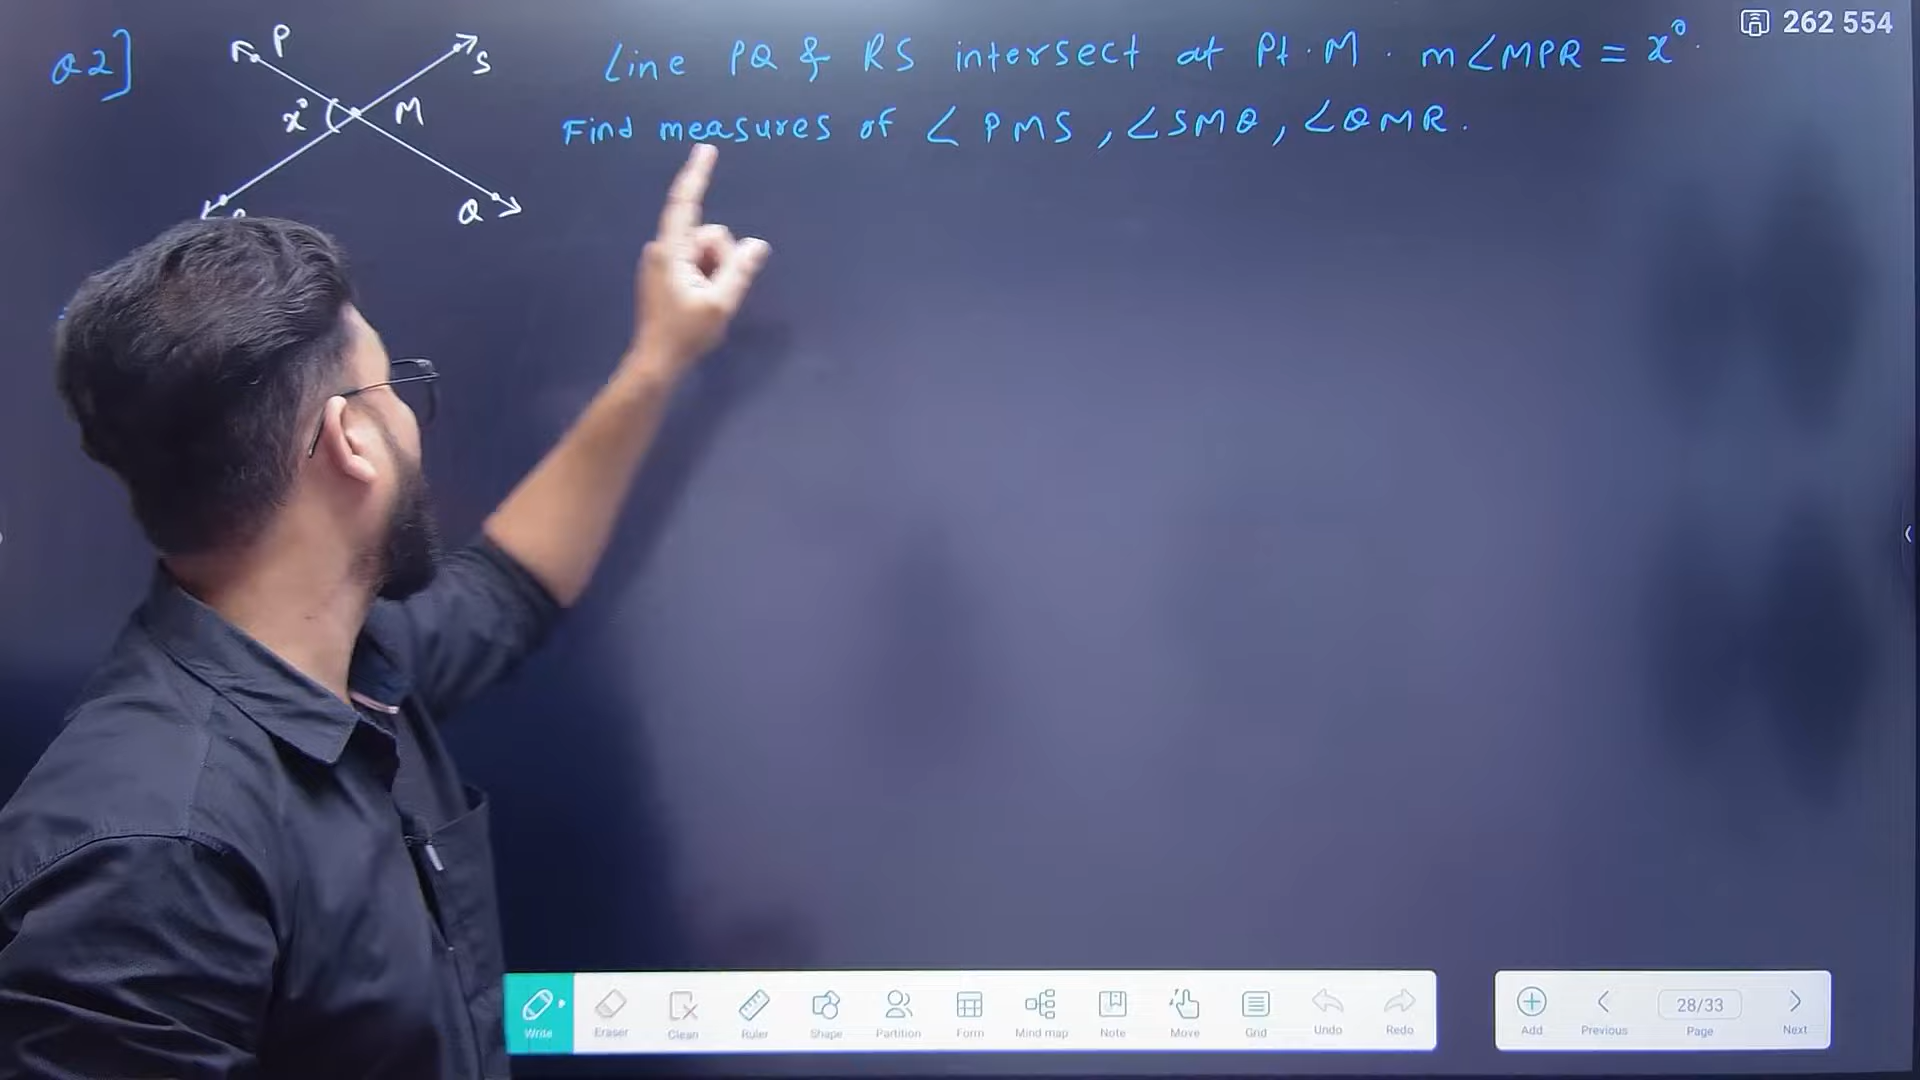 Q2]
P
S
x°
M
Q
Line PQ & RS intersect at Pt. M. m∠MPR = x°.
Find measures of ∠PMS, ∠SMQ, ∠QMR.
262 554
Write
Eraser
Clean
Ruler
Shape
Partition
Form
Mind map
Note
Move
Grid
Undo
Redo
Add
Previous
28/33
Page
Next